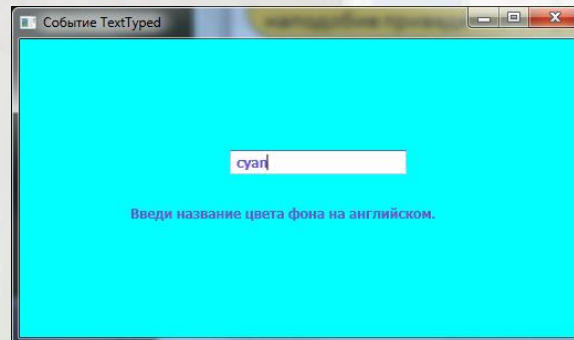 Событие TextTyped
cyan
Введи название цвета фона на английском.